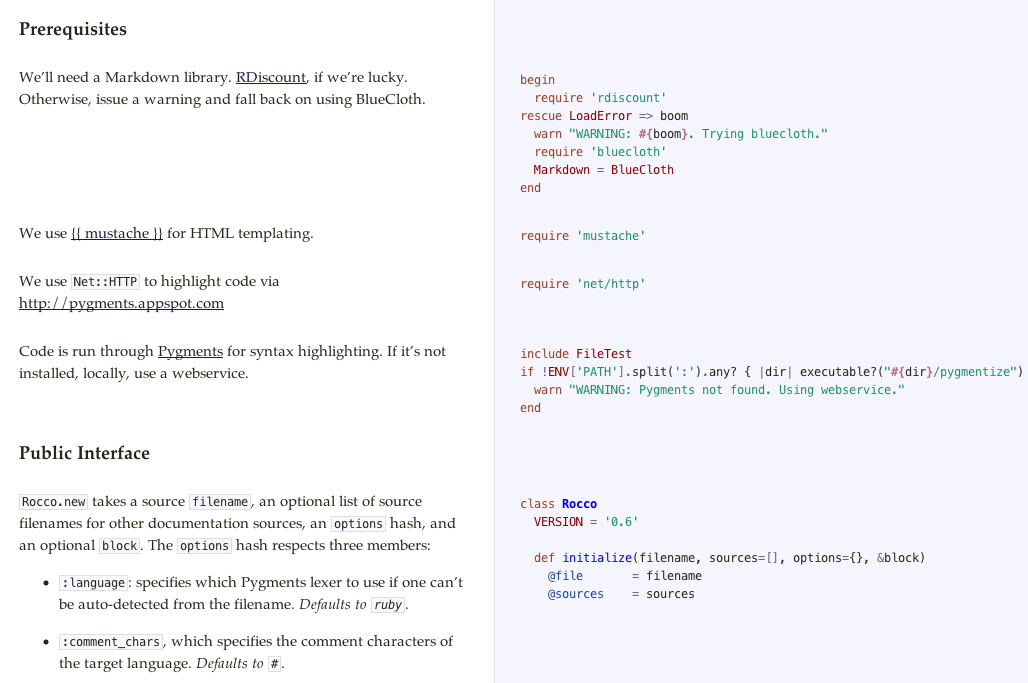 Prerequisites
We’ll need a Markdown library. RDiscount, if we’re lucky.
Otherwise, issue a warning and fall back on using BlueCloth.
begin
  require 'rdiscount'
rescue LoadError => boom
  warn "WARNING: #{boom}. Trying bluecloth."
  require 'bluecloth'
  Markdown = BlueCloth
end
We use {{ mustache }} for HTML templating.
require 'mustache'
We use Net::HTTP to highlight code via
http://pygments.appspot.com
require 'net/http'
Code is run through Pygments for syntax highlighting. If it’s not
installed, locally, use a webservice.
include FileTest
if !ENV['PATH'].split(':').any? { |dir| executable?("#{dir}/pygmentize")
  warn "WARNING: Pygments not found. Using webservice."
end
Public Interface
Rocco.new takes a source filename, an optional list of source
filenames for other documentation sources, an options hash, and
an optional block. The options hash respects three members:
• :language: specifies which Pygments lexer to use if one can’t
be auto-detected from the filename. Defaults to ruby.
• :comment_chars, which specifies the comment characters of
the target language. Defaults to #.
class Rocco
  VERSION = '0.6'
  def initialize(filename, sources=[], options={}, &block)
    @file       = filename
    @sources    = sources